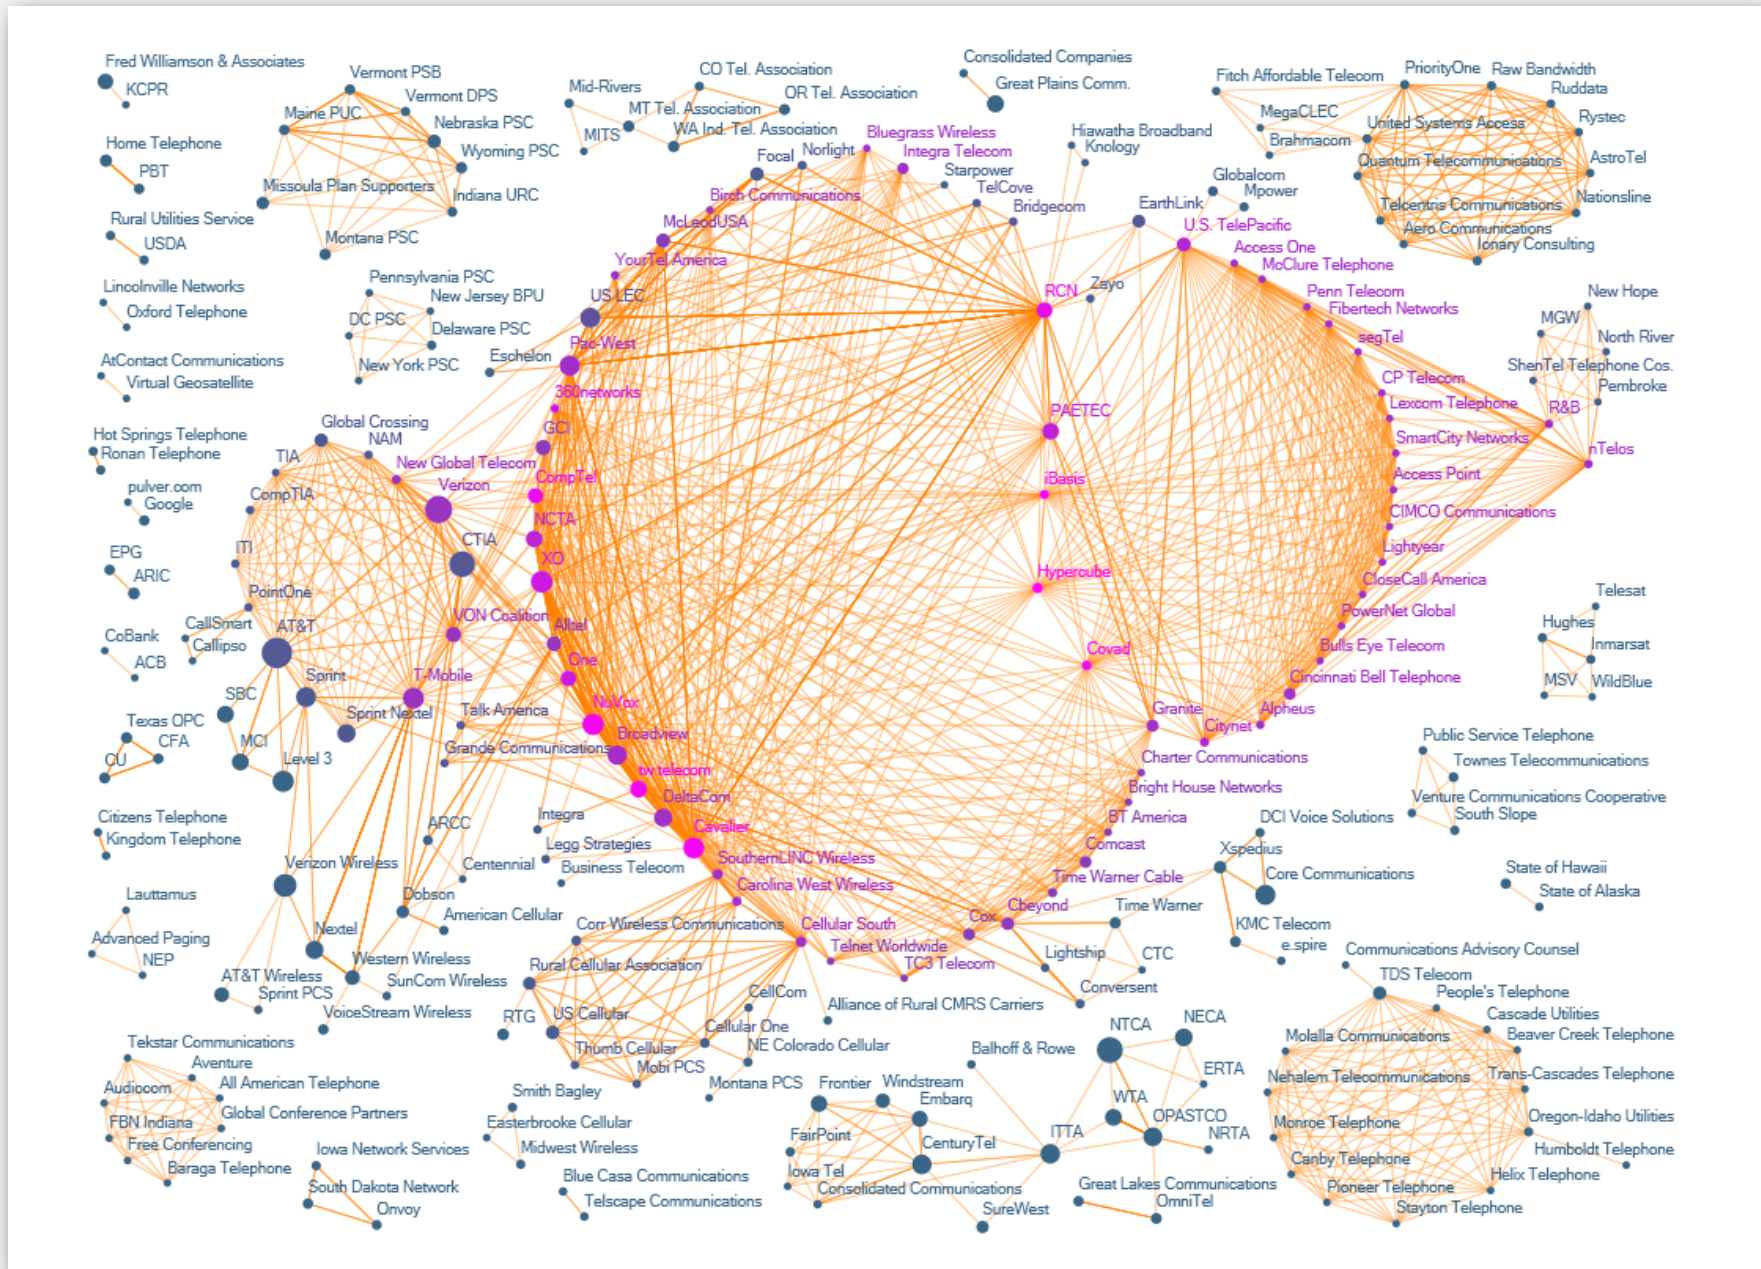 Fred Williamson & Associates
KCPR
Home Telephone
PBT
Rural Utilities Service
USDA
Lincolnville Networks
Oxford Telephone
AtContact Communications
Virtual Geosatellite
Hot Springs Telephone
Ronan Telephone
pulver.com
Google
EPG
ARIC
CoBank
ACB
Texas OPC
CFA
CU
Citizens Telephone
Kingdom Telephone
Lauttamus
Advanced Paging
NEP
Vermont PSB
Vermont DPS
Maine PUC
Nebraska PSC
Wyoming PSC
Missoula Plan Supporters
Indiana URC
Montana PSC
Pennsylvania PSC
New Jersey BPU
DC PSC
Delaware PSC
New York PSC
Eschelon
Mid-Rivers
MITS
CO Tel. Association
OR Tel. Association
MT Tel. Association
WA Ind. Tel. Association
Consolidated Companies
Great Plains Comm.
Hiawatha Broadband
Knology
Globalcom
Mpower
Fitch Affordable Telecom
MegaCLEC
Brahmacom
PriorityOne
Raw Bandwidth
Ruddata
United Systems Access
Rystec
Quantum Telecommunications
AstroTel
Nationsline
Telcentris Communications
Aero Communications
Ionary Consulting
New Hope
MGW
North River
ShenTel Telephone Cos.
Pembroke
R&B
nTelos
Bluegrass Wireless
Integra Telecom
Norlight
Focal
Starpower
TelCove
Bridgecom
Birch Communications
McLeodUSA
YourTel America
US LEC
Pac-West
360networks
GCI
CompTel
NCTA
XO
Alltel
One
NuVox
Broadview
tw telecom
DeltaCom
Cavalier
SouthernLINC Wireless
Carolina West Wireless
Cellular South
Telnet Worldwide
TC3 Telecom
Cox
Cbeyond
Time Warner Cable
Comcast
BT America
Bright House Networks
Charter Communications
Granite
Citynet
Alpheus
Cincinnati Bell Telephone
Bulls Eye Telecom
PowerNet Global
CloseCall America
Lightyear
CIMCO Communications
Access Point
SmartCity Networks
Lexcom Telephone
CP Telecom
segTel
Fibertech Networks
Penn Telecom
McClure Telephone
Access One
U.S. TelePacific
EarthLink
Zayo
RCN
PAETEC
iBasis
Hypercube
Covad
Global Crossing
NAM
TIA
New Global Telecom
Verizon
CompTIA
CTIA
ITI
PointOne
VON Coalition
CallSmart
AT&T
Callipso
Sprint
T-Mobile
SBC
Sprint Nextel
MCI
Level 3
Talk America
Grande Communications
Integra
ARCC
Legg Strategies
Centennial
Business Telecom
Verizon Wireless
Dobson
American Cellular
Nextel
Western Wireless
AT&T Wireless
SunCom Wireless
Sprint PCS
VoiceStream Wireless
Corr Wireless Communications
Rural Cellular Association
RTG
US Cellular
Thumb Cellular
Mobi PCS
Cellular One
CellCom
NE Colorado Cellular
Montana PCS
Alliance of Rural CMRS Carriers
Time Warner
Lightship
CTC
Conversent
Xspedius
DCI Voice Solutions
Core Communications
KMC Telecom
e.spire
Telesat
Hughes
Inmarsat
MSV
WildBlue
Public Service Telephone
Townes Telecommunications
Venture Communications Cooperative
South Slope
State of Hawaii
State of Alaska
Communications Advisory Counsel
TDS Telecom
People's Telephone
Cascade Utilities
Molalla Communications
Beaver Creek Telephone
Nehalem Telecommunications
Trans-Cascades Telephone
Monroe Telephone
Oregon-Idaho Utilities
Humboldt Telephone
Canby Telephone
Helix Telephone
Pioneer Telephone
Stayton Telephone
Tekstar Communications
Aventure
Audiocom
All American Telephone
FBN Indiana
Global Conference Partners
Free Conferencing
Baraga Telephone
Iowa Network Services
South Dakota Network
Onvoy
Smith Bagley
Easterbrooke Cellular
Midwest Wireless
Blue Casa Communications
Telscape Communications
Frontier
Windstream
Embarq
FairPoint
CenturyTel
Iowa Tel
Consolidated Communications
SureWest
Balhoff & Rowe
ITTA
NTCA
NECA
ERTA
WTA
OPASTCO
NRTA
Great Lakes Communications
OmniTel